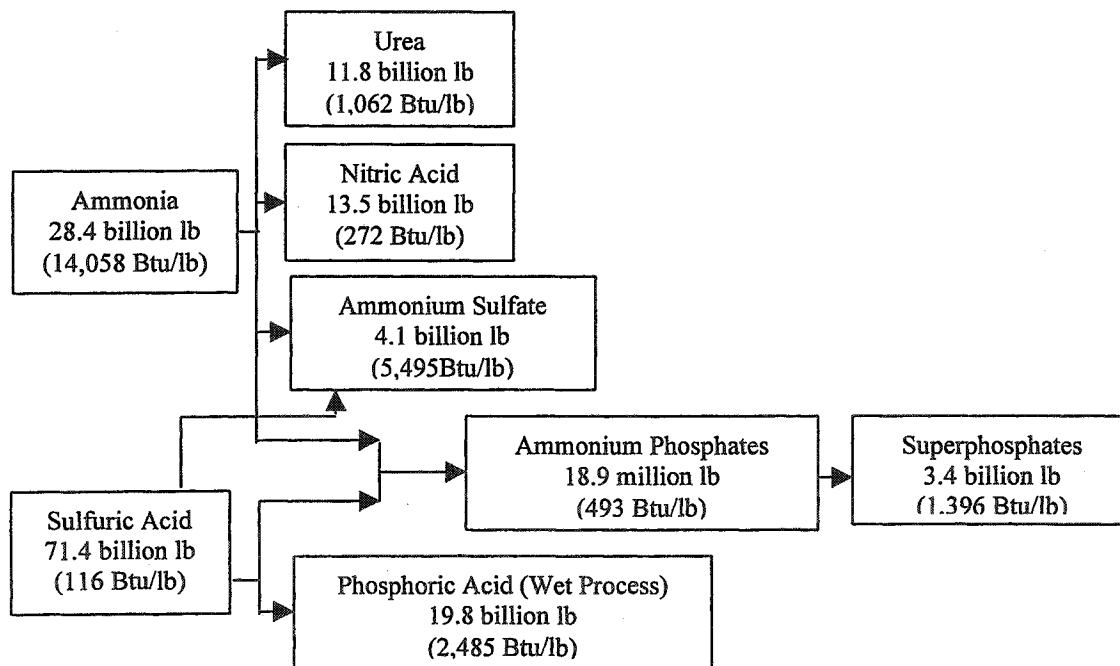 Urea
11.8 billion lb
(1,062 Btu/lb)
Nitric Acid
13.5 billion lb
(272 Btu/lb)
Ammonia
28.4 billion lb
(14,058 Btu/lb)
Ammonium Sulfate
4.1 billion lb
(5,495Btu/lb)
Ammonium Phosphates
18.9 million lb
(493 Btu/lb)
Superphosphates
3.4 billion lb
(1,396 Btu/lb)
Sulfuric Acid
71.4 billion lb
(116 Btu/lb)
Phosphoric Acid (Wet Process)
19.8 billion lb
(2,485 Btu/lb)